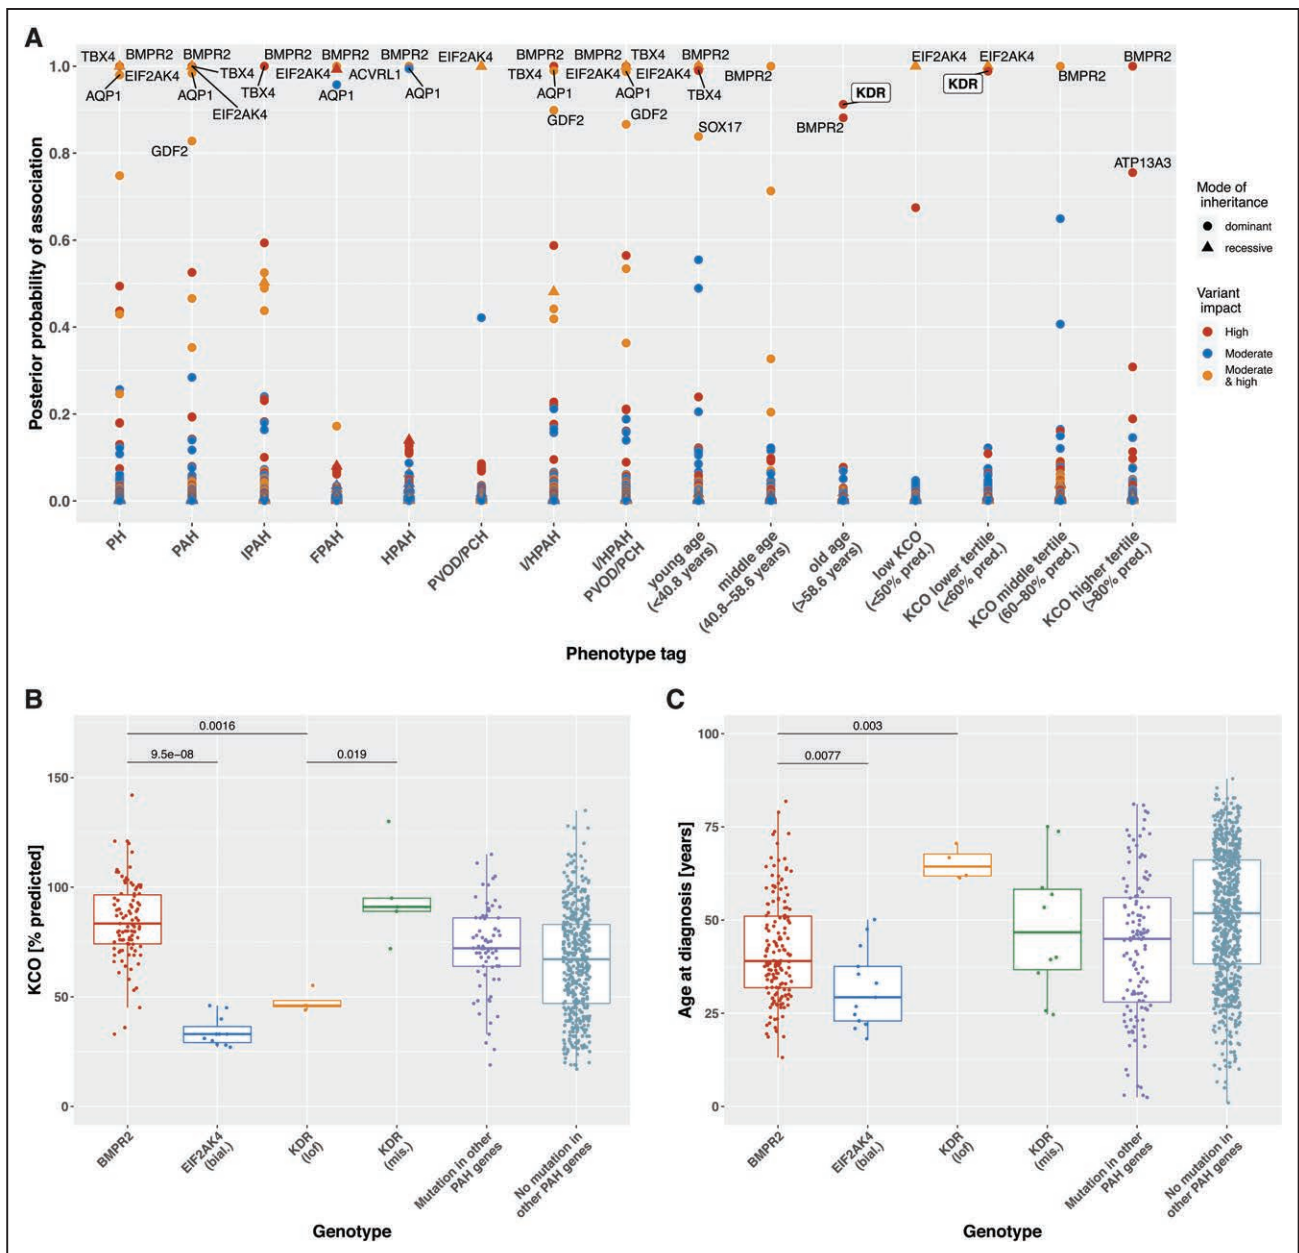 A
TBX4 BMPR2 BMPR2 BMPR2 BMPR2 BMPR2 EIF2AK4 BMPR2 BMPR2 TBX4 BMPR2 EIF2AK4 EIF2AK4 BMPR2
EIF2AK4 TBX4 EIF2AK4 ACVRL1 TBX4 EIF2AK4 EIF2AK4 BMPR2 BMPR2
AQP1 AQP1 TBX4 AQP1 AQP1 AQP1 AQP1 TBX4 KDR KDR
EIF2AK4 GDF2 GDF2 SOX17 BMPR2
GDF2 ATP13A3
Posterior probability of association
1.0
0.8
0.6
0.4
0.2
0.0
PH
PAH
IPAH
FPAH
HPAH
PVOD/PCH
I/HPAH
I/HPAH
PVOD/PCH
young age
(<40.8 years)
middle age
(40.8–58.6 years)
old age
(>58.6 years)
low KCO
(<50% pred.)
KCO lower tertile
(<60% pred.)
KCO middle tertile
(60–80% pred.)
KCO higher tertile
(>80% pred.)
Phenotype tag
Mode of
inheritance
dominant
recessive
Variant
impact
High
Moderate
Moderate
& high
B
KCO [% predicted]
150
100
50
0
0.0016
9.5e−08
0.019
BMPR2
EIF2AK4
(bial.)
KDR
(lof)
KDR
(mis.)
Mutation in other
PAH genes
No mutation in
other PAH genes
Genotype
C
Age at diagnosis [years]
100
75
50
25
0
0.003
0.0077
BMPR2
EIF2AK4
(bial.)
KDR
(lof)
KDR
(mis.)
Mutation in other
PAH genes
No mutation in
other PAH genes
Genotype